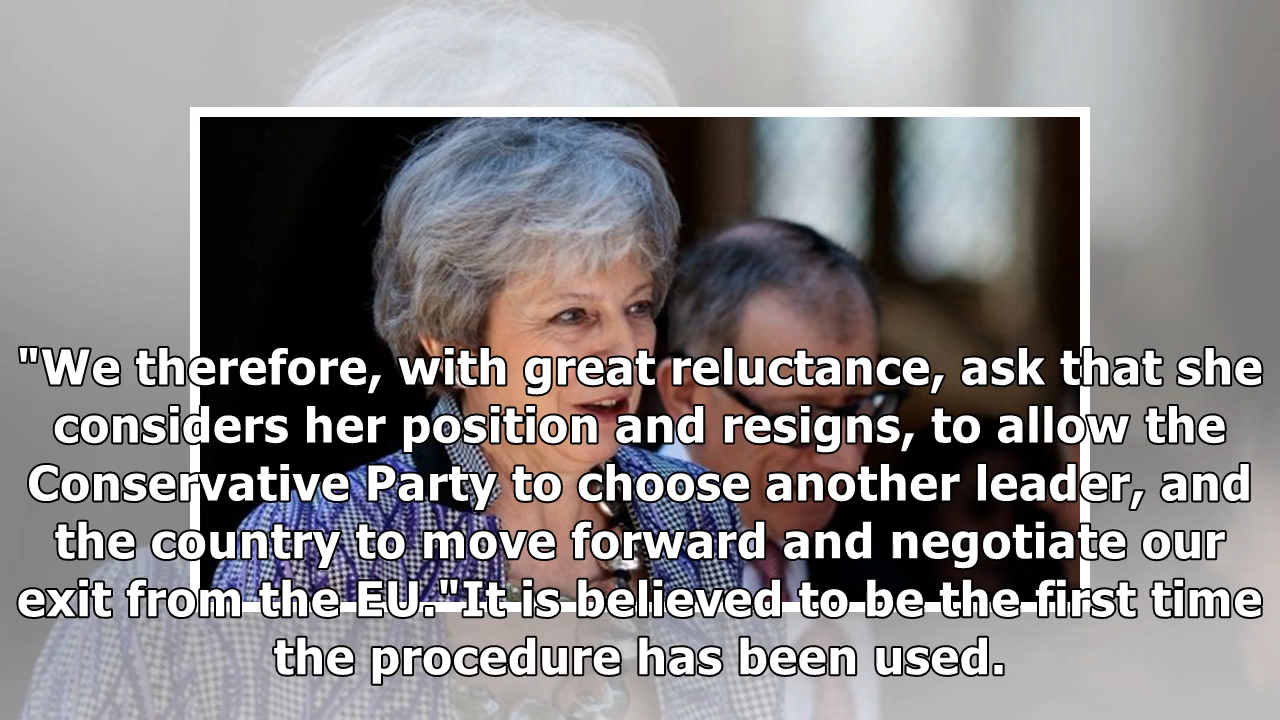 "We therefore, with great reluctance, ask that she
considers her position and resigns, to allow the
Conservative Party to choose another leader, and
the country to move forward and negotiate our
exit from the EU."It is believed to be the first time
the procedure has been used.